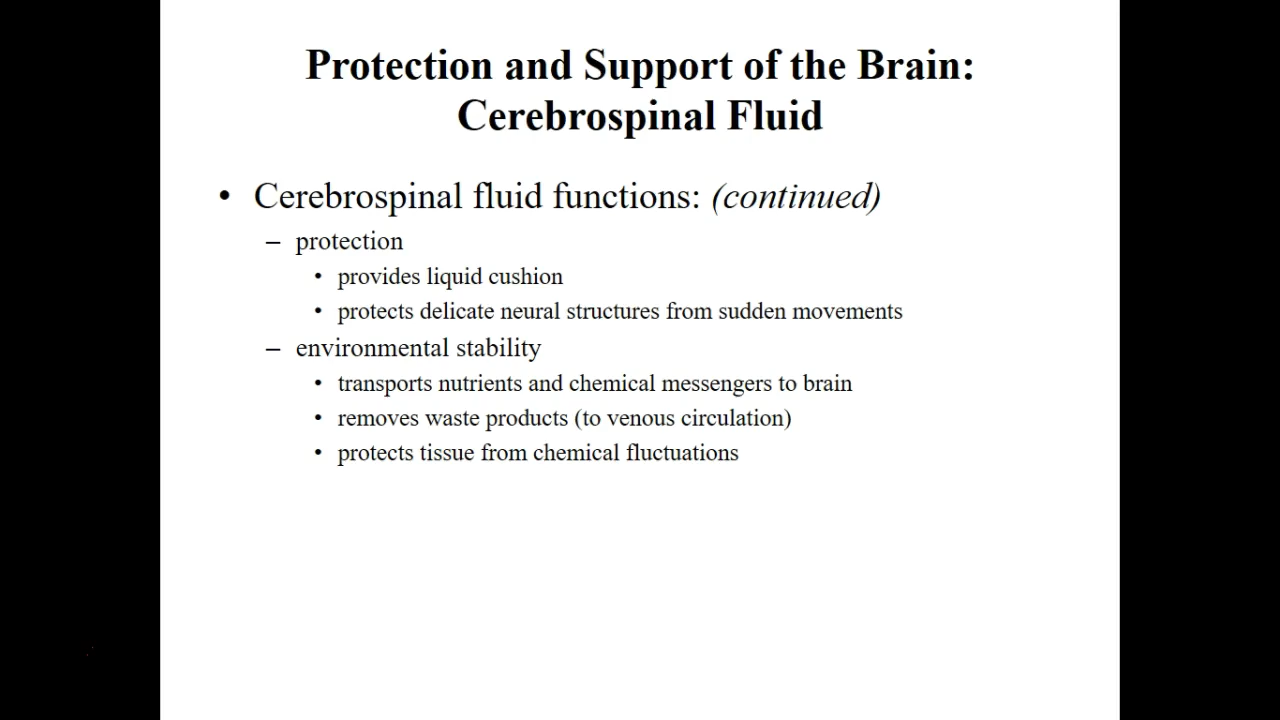 Protection and Support of the Brain:
Cerebrospinal Fluid
• Cerebrospinal fluid functions: (continued)
– protection
• provides liquid cushion
• protects delicate neural structures from sudden movements
– environmental stability
• transports nutrients and chemical messengers to brain
• removes waste products (to venous circulation)
• protects tissue from chemical fluctuations